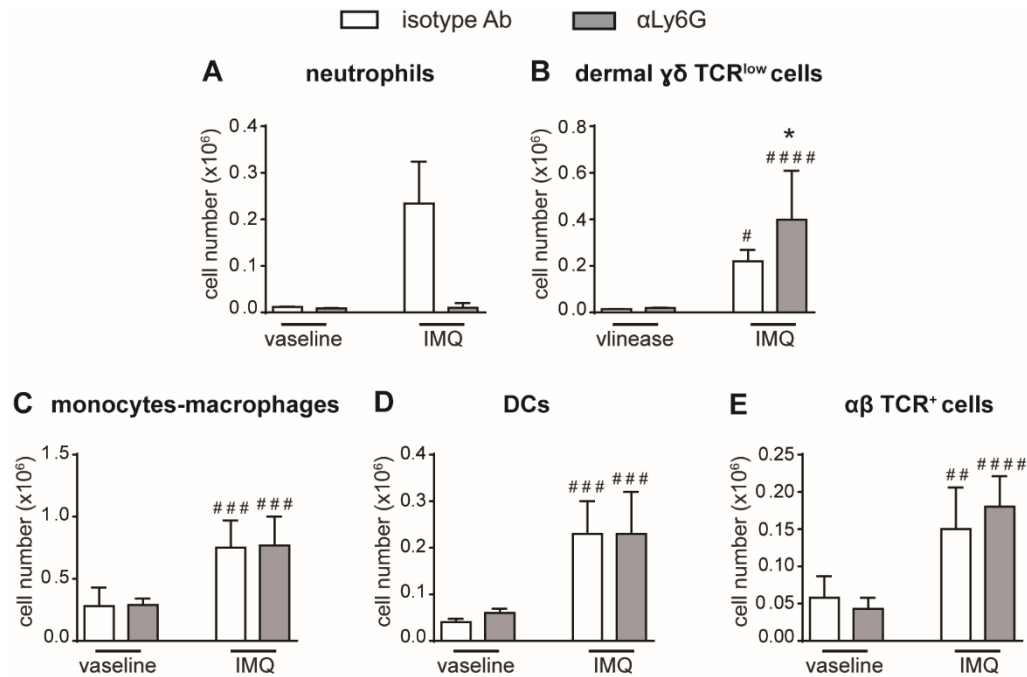 isotype Ab αLy6G
A neutrophils
cell number (x10⁶)
0.4
0.3
0.2
0.1
0.0
vaseline IMQ
B dermal γδ TCRˡᵒʷ cells
cell number (x10⁶)
0.8
0.6
0.4
0.2
0.0
*
####
#
vlinease IMQ
C monocytes-macrophages
cell number (x10⁶)
1.5
1.0
0.5
0.0
### ###
vaseline IMQ
D DCs
cell number (x10⁶)
0.4
0.3
0.2
0.1
0.0
### ###
vaseline IMQ
E αβ TCR⁺ cells
cell number (x10⁶)
0.25
0.20
0.15
0.10
0.05
0.00
## ####
vaseline IMQ